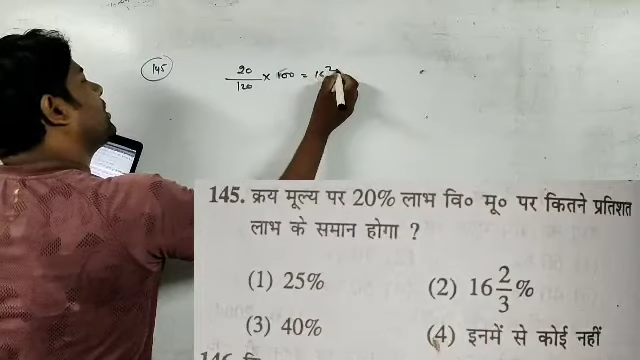 145
20/120 × 100 = 16 2
145. क्रय मूल्य पर 20% लाभ वि० मू० पर कितने प्रतिशत
लाभ के समान होगा ?
(1) 25%
(2) 16 2/3 %
(3) 40%
(4) इनमें से कोई नहीं